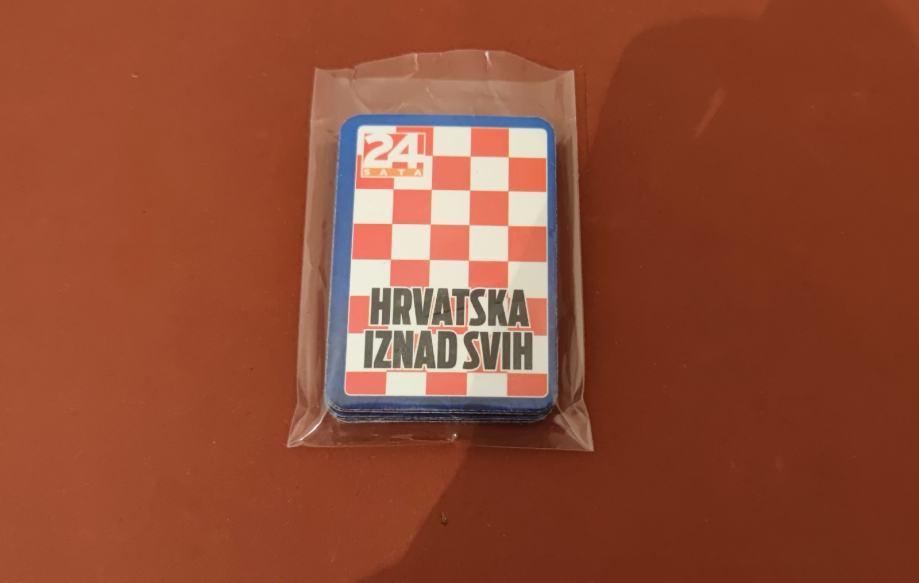 24
SATA
HRVATSKA
IZNAD SVIH